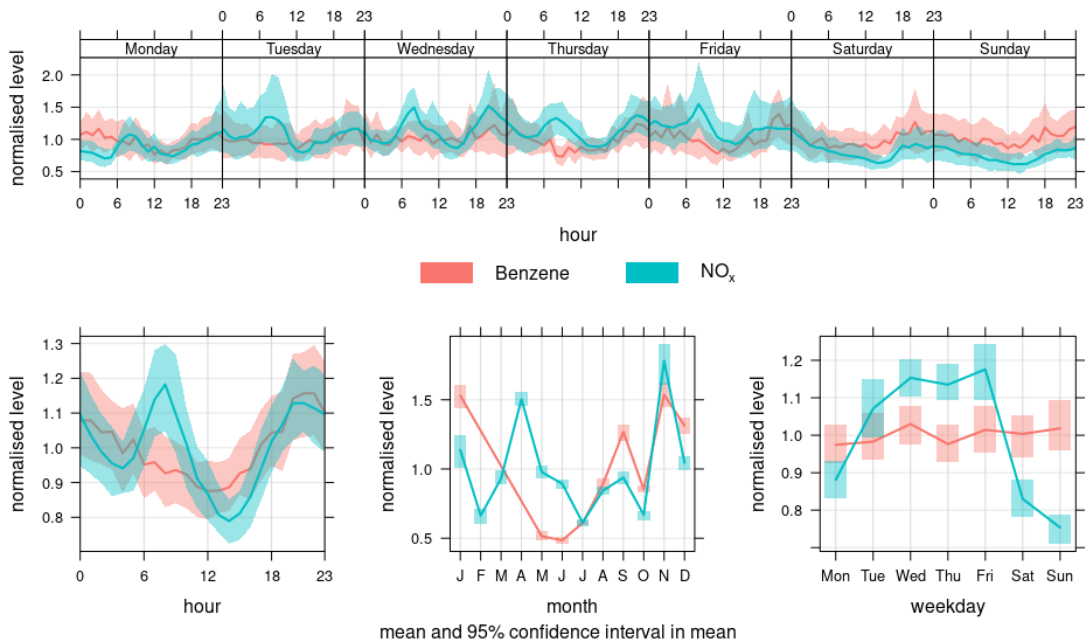 0 6 12 18 23 0 6 12 18 23 0 6 12 18 23
Monday Tuesday Wednesday Thursday Friday Saturday Sunday
normalised level
2.0
1.5
1.0
0.5
0 6 12 18 23 0 6 12 18 23 0 6 12 18 23 0 6 12 18 23
hour
Benzene NOx
normalised level
1.3
1.2
1.1
1.0
0.9
0.8
0 6 12 18 23
hour
normalised level
1.5
1.0
0.5
J F M A M J J A S O N D
month
normalised level
1.2
1.1
1.0
0.9
0.8
Mon Tue Wed Thu Fri Sat Sun
weekday
mean and 95% confidence interval in mean